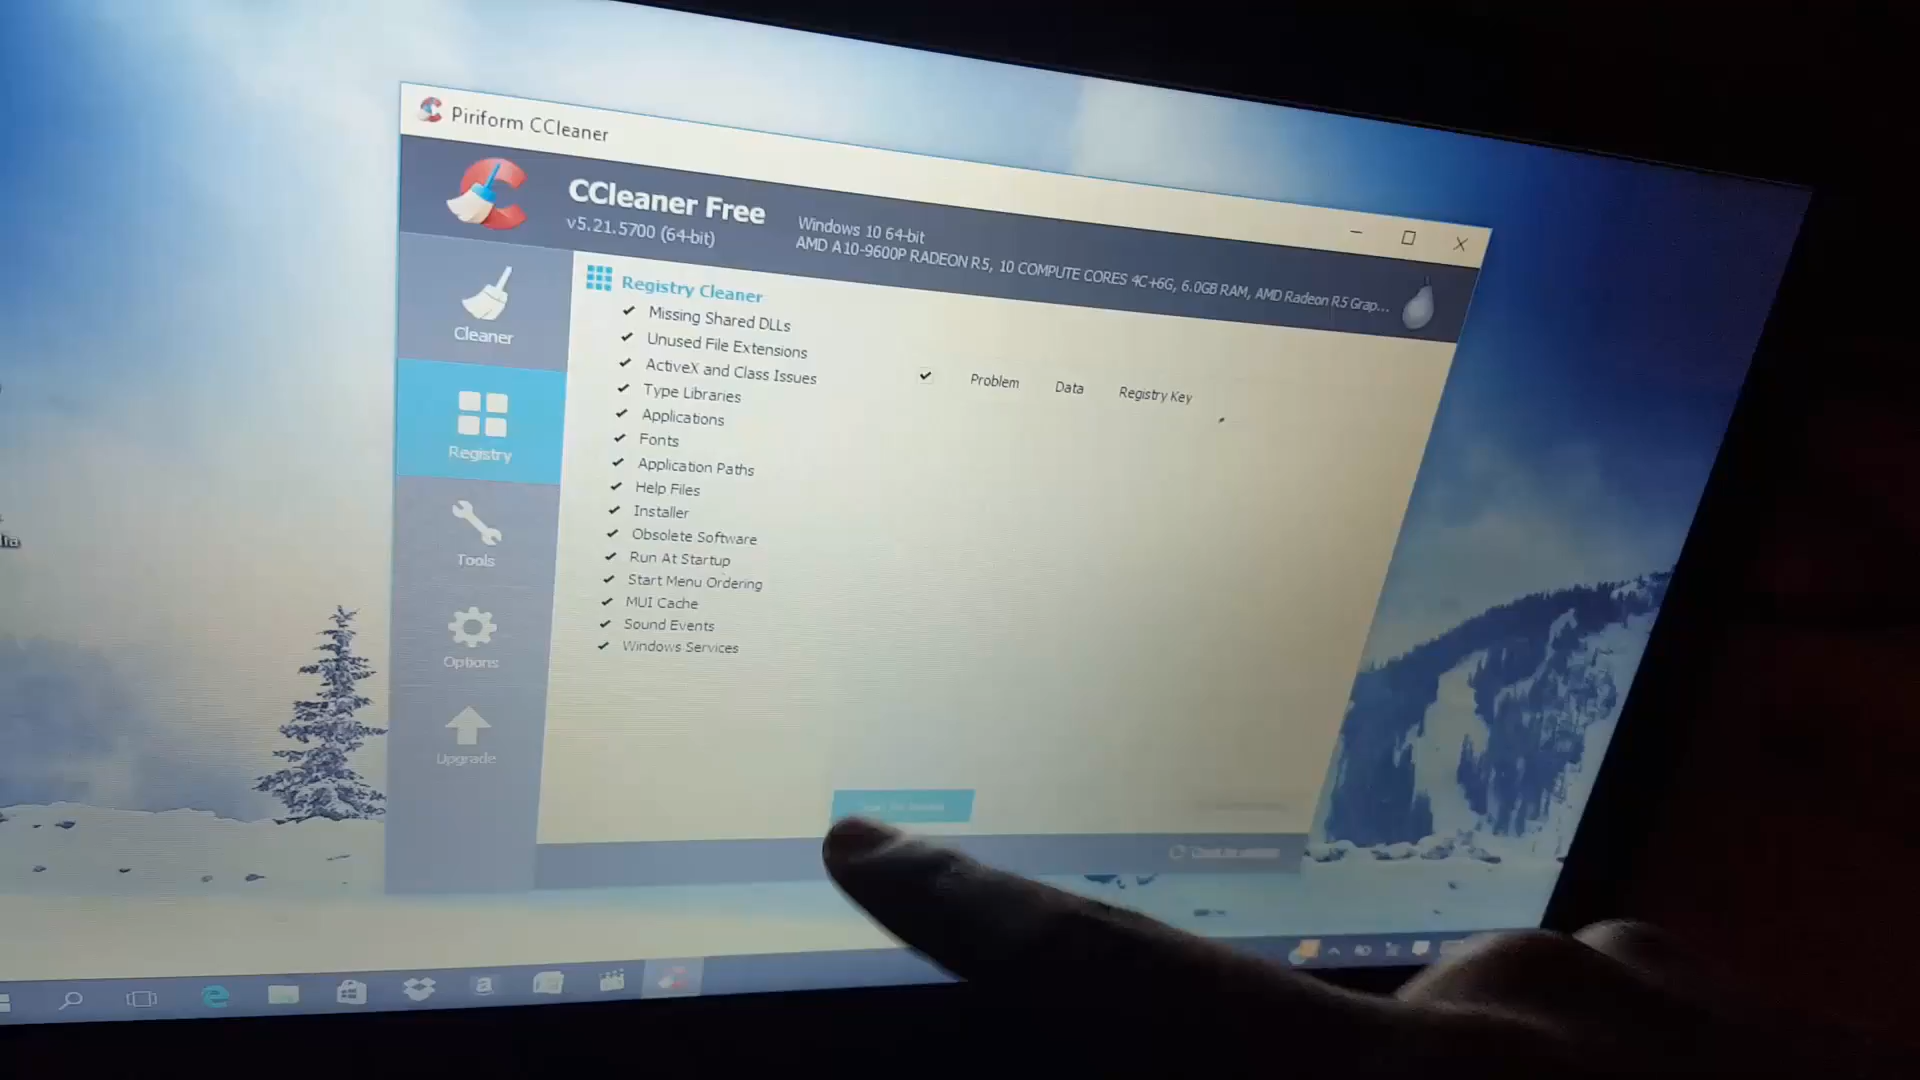 Piriform CCleaner
CCleaner Free
v5.21.5700 (64-bit)
Windows 10 64-bit
AMD A10-9600P RADEON R5, 10 COMPUTE CORES 4C+6G, 6.0GB RAM, AMD Radeon R5 Grap...
Cleaner
Registry
Tools
Options
Upgrade
Registry Cleaner
Missing Shared DLLs
Unused File Extensions
ActiveX and Class Issues
Type Libraries
Applications
Fonts
Application Paths
Help Files
Installer
Obsolete Software
Run At Startup
Start Menu Ordering
MUI Cache
Sound Events
Windows Services
Problem Data Registry Key